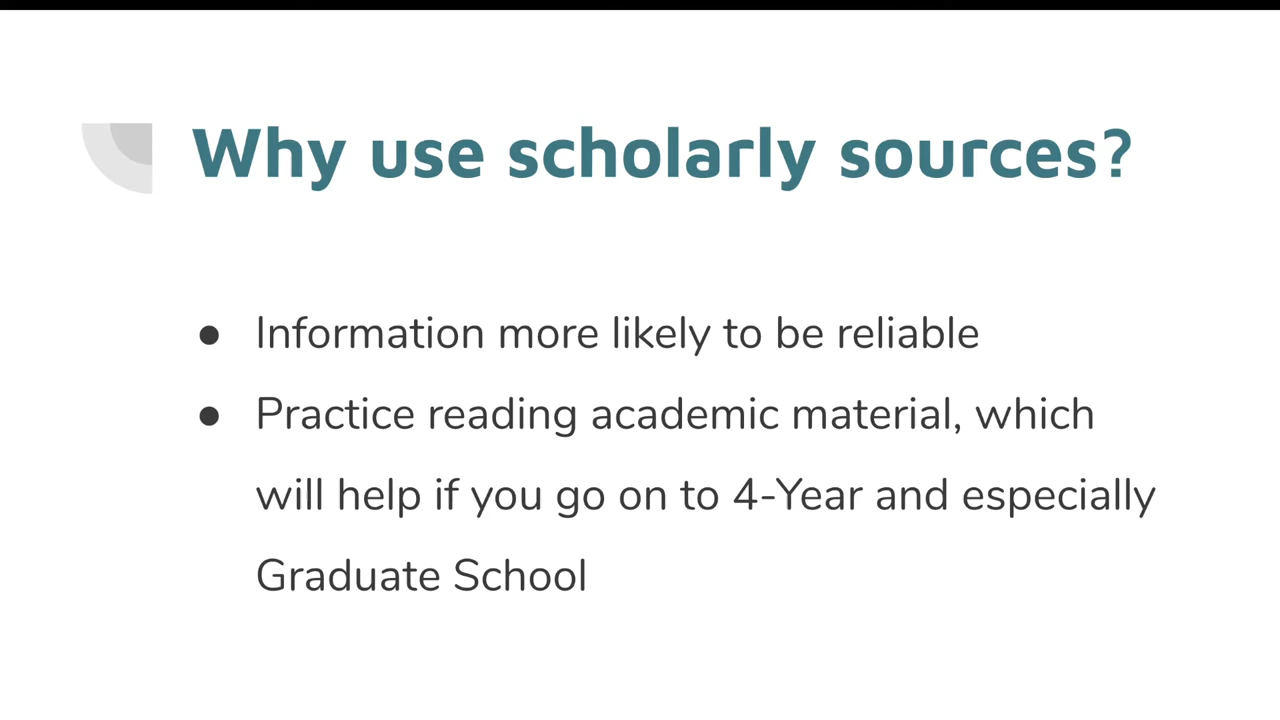 Why use scholarly sources?
● Information more likely to be reliable
● Practice reading academic material, which
will help if you go on to 4-Year and especially
Graduate School